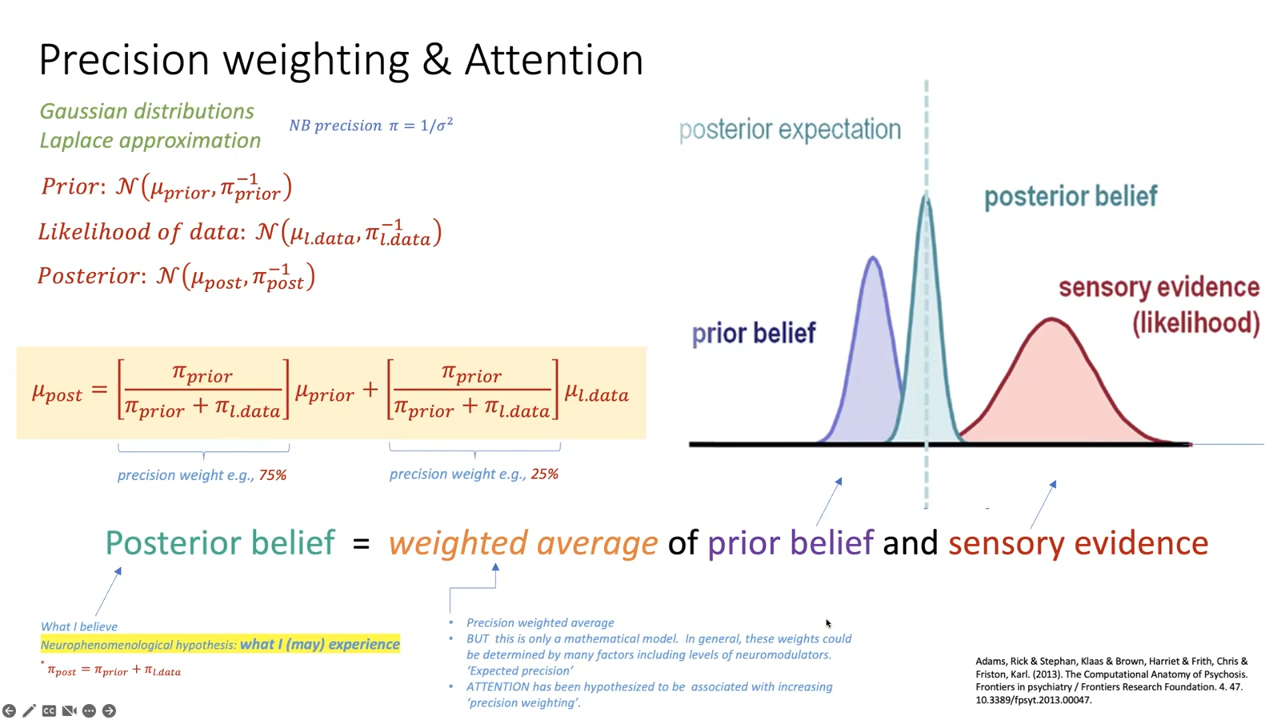 Precision weighting & Attention
Gaussian distributions
Laplace approximation
NB precision π = 1/σ²
Prior: 𝒩(μ_prior, π_prior^−1)
Likelihood of data: 𝒩(μ_l.data, π_l.data^−1)
Posterior: 𝒩(μ_post, π_post^−1)
μ_post = [π_prior / (π_prior + π_l.data)] μ_prior + [π_prior / (π_prior + π_l.data)] μ_l.data
precision weight e.g., 75%
precision weight e.g., 25%
posterior expectation
posterior belief
sensory evidence
(likelihood)
prior belief
Posterior belief = weighted average of prior belief and sensory evidence
What I believe
Neurophenomenological hypothesis: what I (may) experience
* π_post = π_prior + π_l.data
• Precision weighted average
• BUT this is only a mathematical model. In general, these weights could
be determined by many factors including levels of neuromodulators.
‘Expected precision’
• ATTENTION has been hypothesized to be associated with increasing
‘precision weighting’.
Adams, Rick & Stephan, Klaas & Brown, Harriet & Frith, Chris &
Friston, Karl. (2013). The Computational Anatomy of Psychosis.
Frontiers in psychiatry / Frontiers Research Foundation. 4. 47.
10.3389/fpsyt.2013.00047.
CC